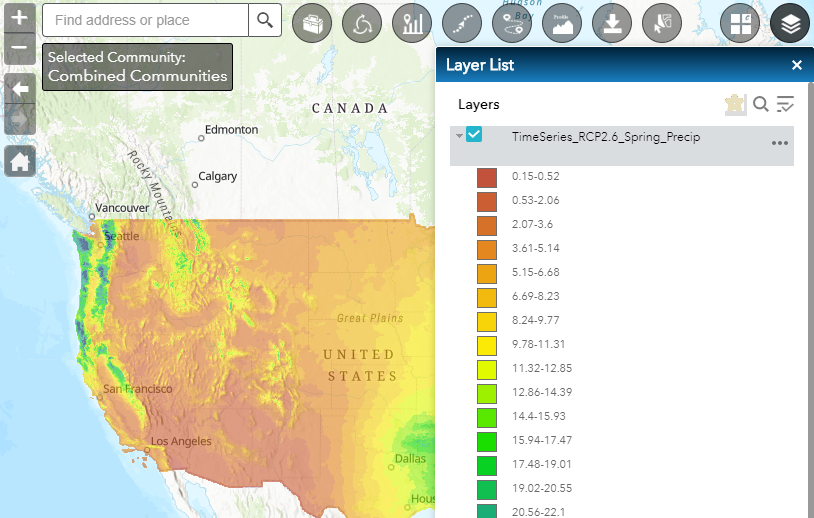 Find address or place
Profile
Hudson
Bay
Selected Community:
Combined Communities
Layer List
Layers
TimeSeries_RCP2.6_Spring_Precip
0.15-0.52
0.53-2.06
2.07-3.6
3.61-5.14
5.15-6.68
6.69-8.23
8.24-9.77
9.78-11.31
11.32-12.85
12.86-14.39
14.4-15.93
15.94-17.47
17.48-19.01
19.02-20.55
20.56-22.1
CANADA
Edmonton
Rocky Mountains
Calgary
Vancouver
Seattle
Great Plains
UNITED
STATES
San Francisco
Los Angeles
Dallas
Hous